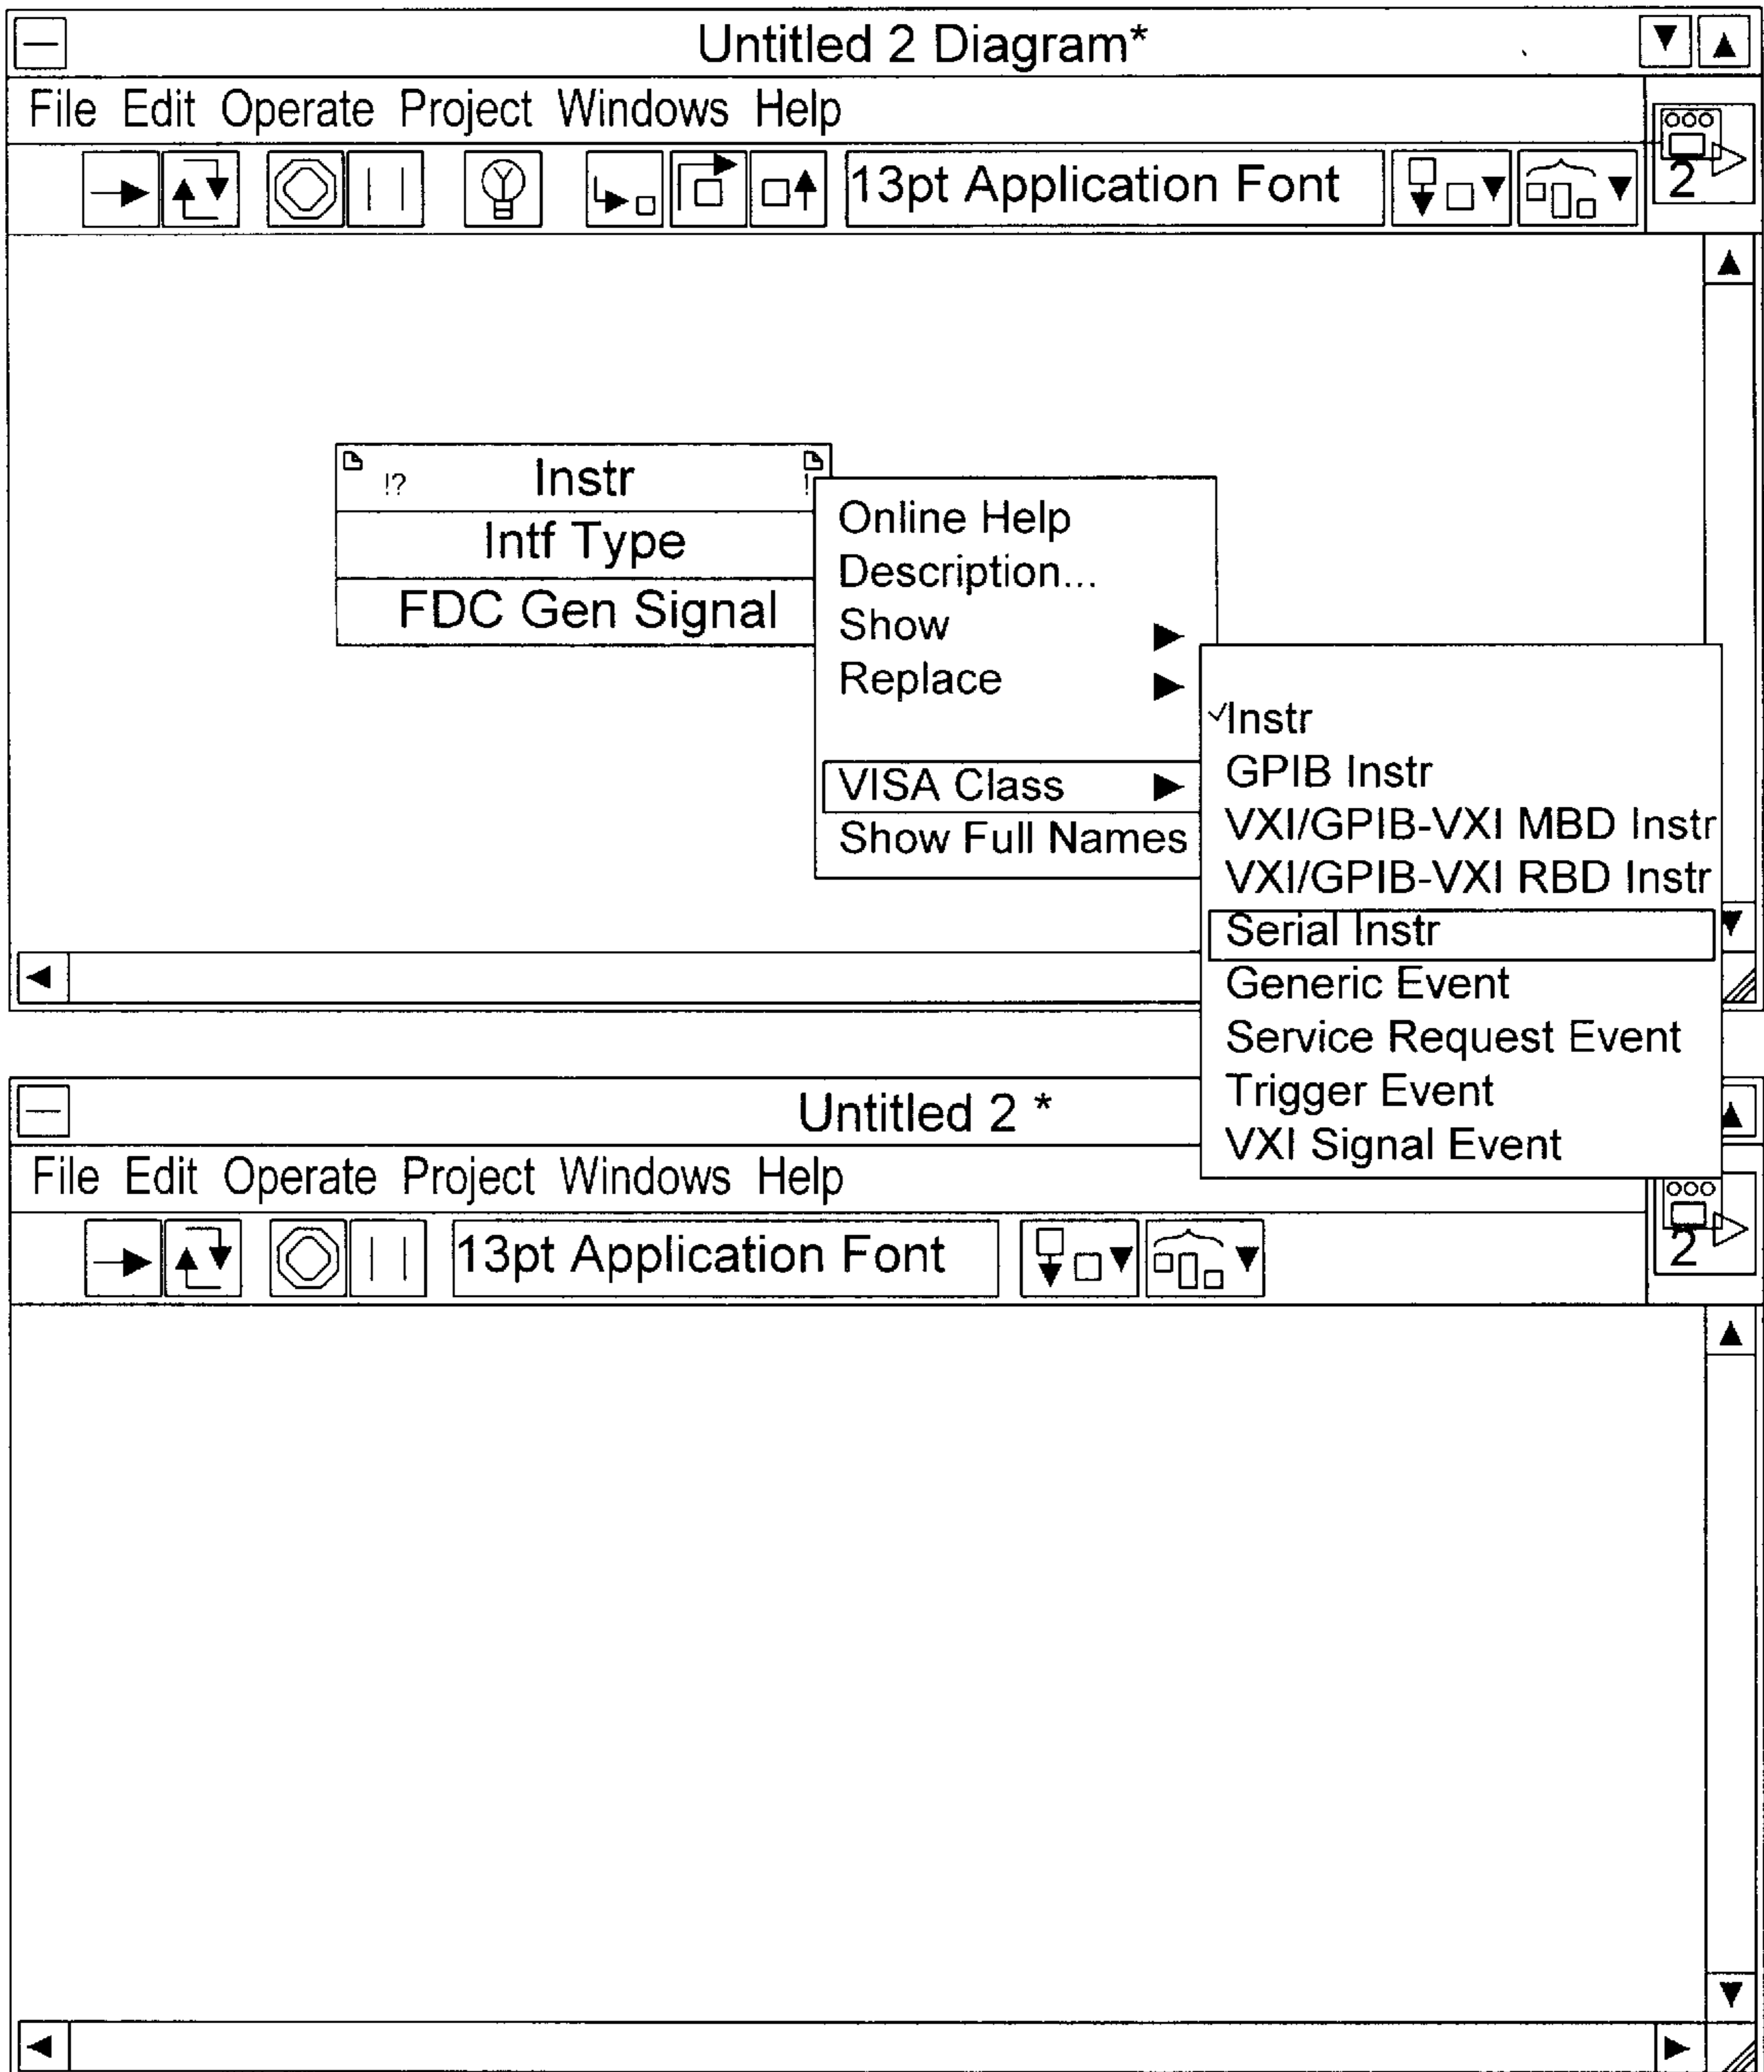 Untitled 2 Diagram*
File Edit Operate Project Windows Help
13pt Application Font
2
!? Instr !
Intf Type
FDC Gen Signal
Online Help
Description...
Show
Replace
VISA Class
Show Full Names
Instr
GPIB Instr
VXI/GPIB-VXI MBD Instr
VXI/GPIB-VXI RBD Instr
Serial Instr
Generic Event
Service Request Event
Trigger Event
VXI Signal Event
Untitled 2 *
File Edit Operate Project Windows Help
13pt Application Font
2